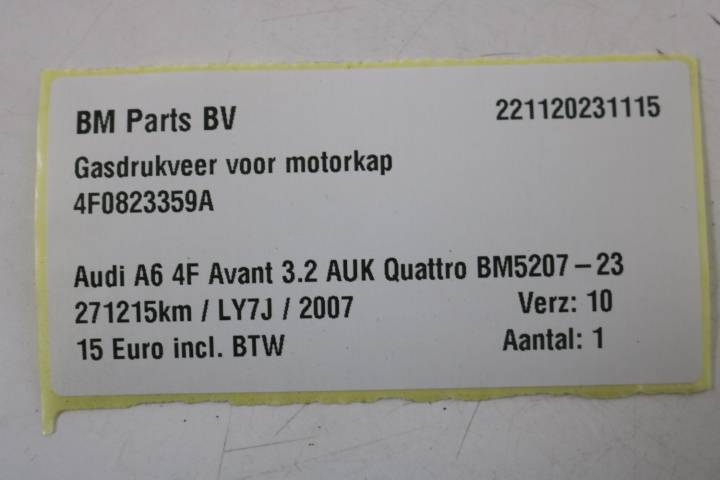 BM Parts BV 221120231115
Gasdrukveer voor motorkap
4F0823359A
Audi A6 4F Avant 3.2 AUK Quattro BM5207-23
271215km / LY7J / 2007 Verz: 10
15 Euro incl. BTW Aantal: 1